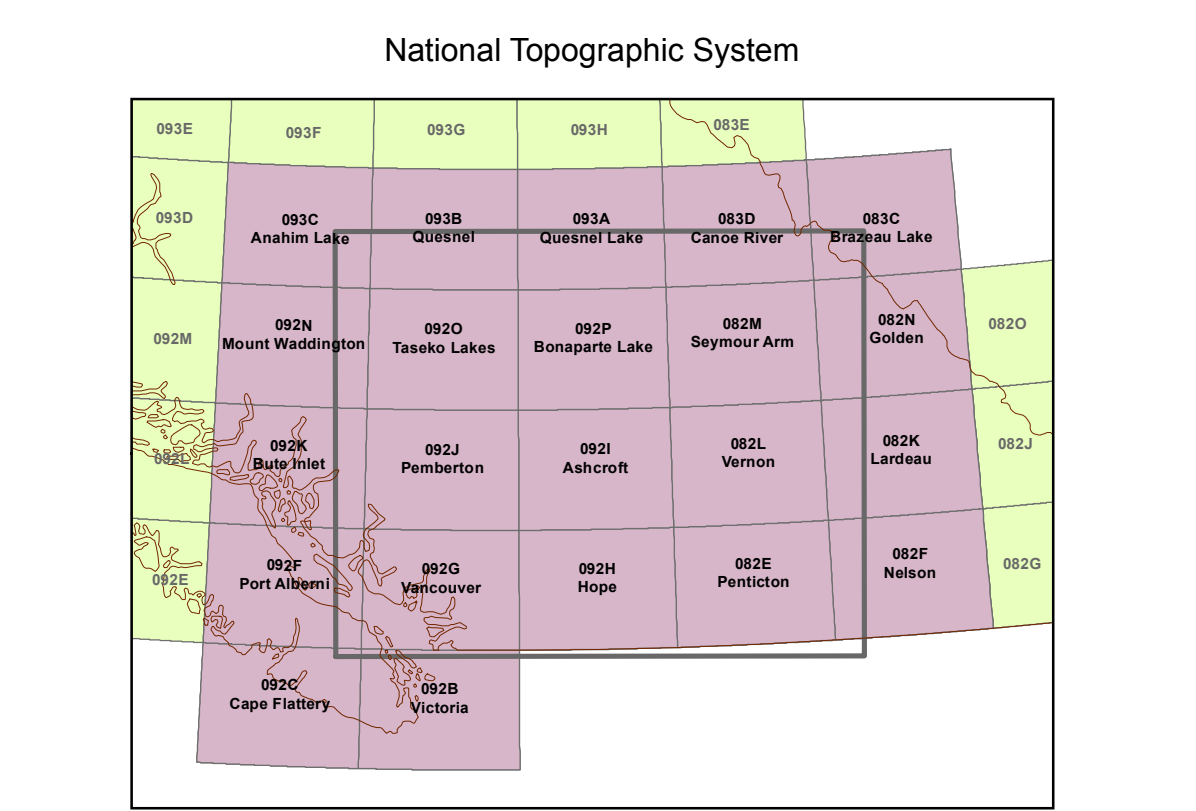 National Topographic System
093E
093F
093G
093H
083E
093D
093C
Anahim Lake
093B
Quesnel
093A
Quesnel Lake
083D
Canoe River
083C
Brazeau Lake
092M
092N
Mount Waddington
092O
Taseko Lakes
092P
Bonaparte Lake
082M
Seymour Arm
082N
Golden
082O
092L
092K
Bute Inlet
092J
Pemberton
092I
Ashcroft
082L
Vernon
082K
Lardeau
082J
092E
092F
Port Alberni
092G
Vancouver
092H
Hope
082E
Penticton
082F
Nelson
082G
092C
Cape Flattery
092B
Victoria